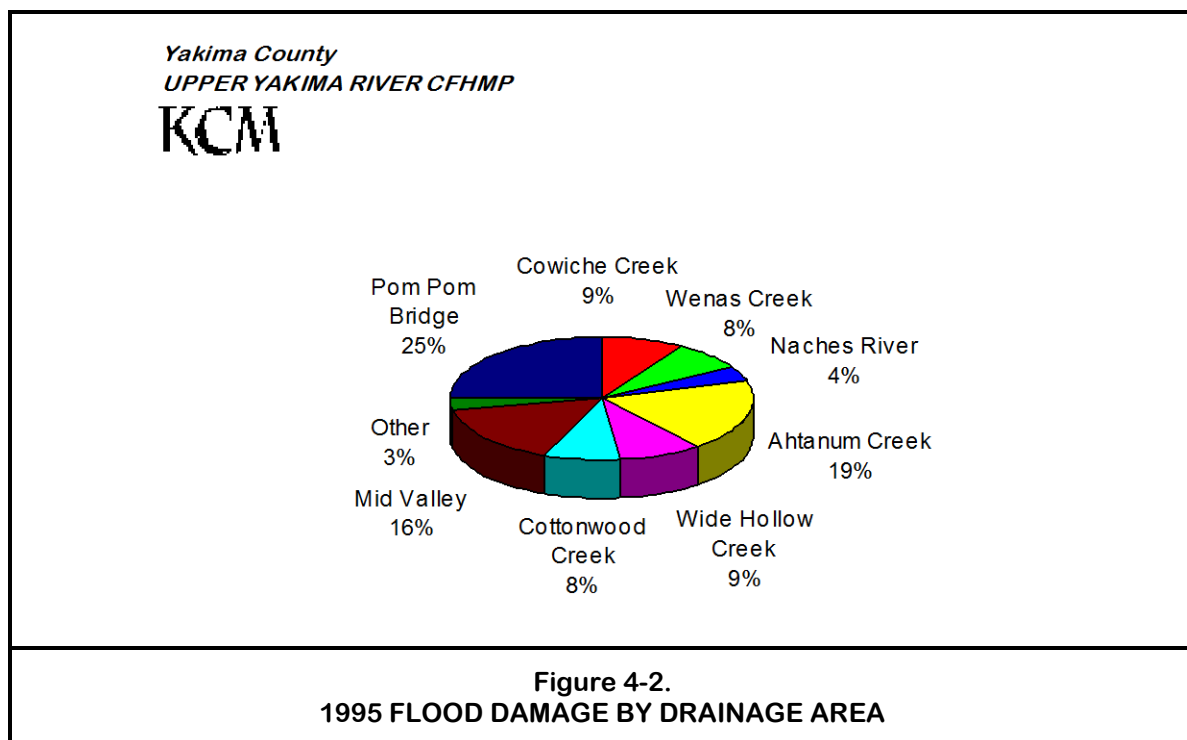 Yakima County
UPPER YAKIMA RIVER CFHMP
KCM
Cowiche Creek
9%
Wenas Creek
8%
Naches River
4%
Ahtanum Creek
19%
Wide Hollow
Creek
9%
Cottonwood
Creek
8%
Mid Valley
16%
Other
3%
Pom Pom
Bridge
25%
Figure 4-2.
1995 FLOOD DAMAGE BY DRAINAGE AREA